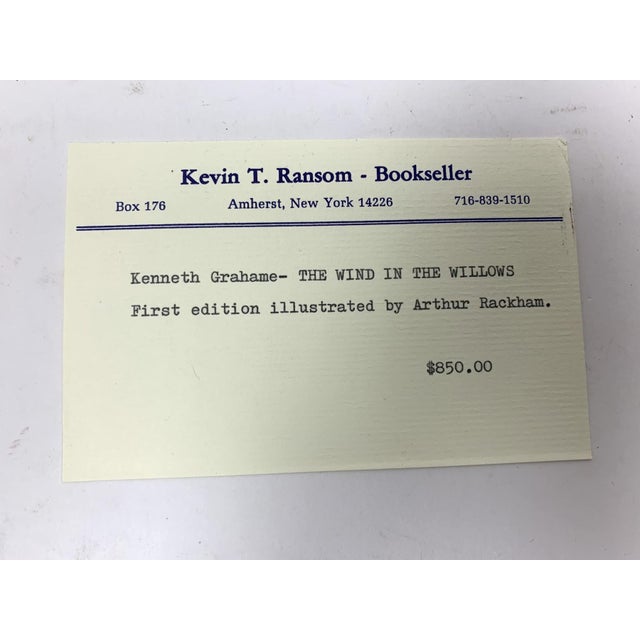 Kevin T. Ransom - Bookseller
Box 176 Amherst, New York 14226 716-839-1510
Kenneth Grahame- THE WIND IN THE WILLOWS
First edition illustrated by Arthur Rackham.
$850.00